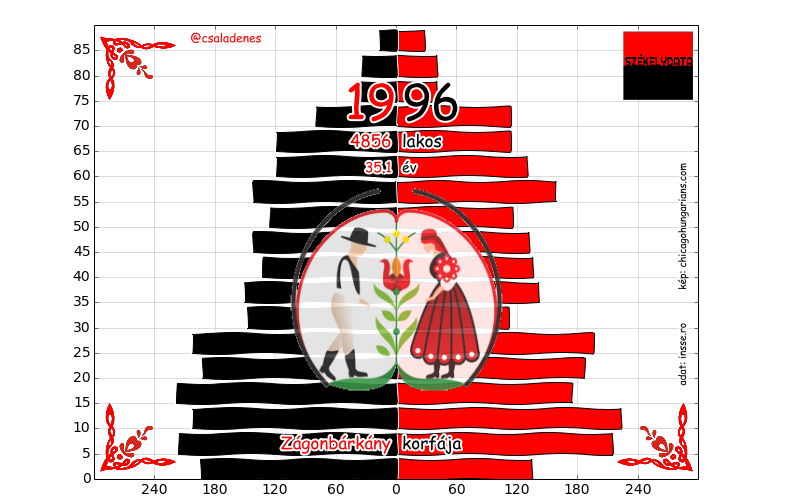 @csaladenes
SZÉKELYDATA
1996
4856 lakos
35.1 év
Zágonbárkány korfája
kép: chicagohungarians.com
adat: insse.ro
85
80
75
70
65
60
55
50
45
40
35
30
25
20
15
10
5
0
240 180 120 60 0 60 120 180 240